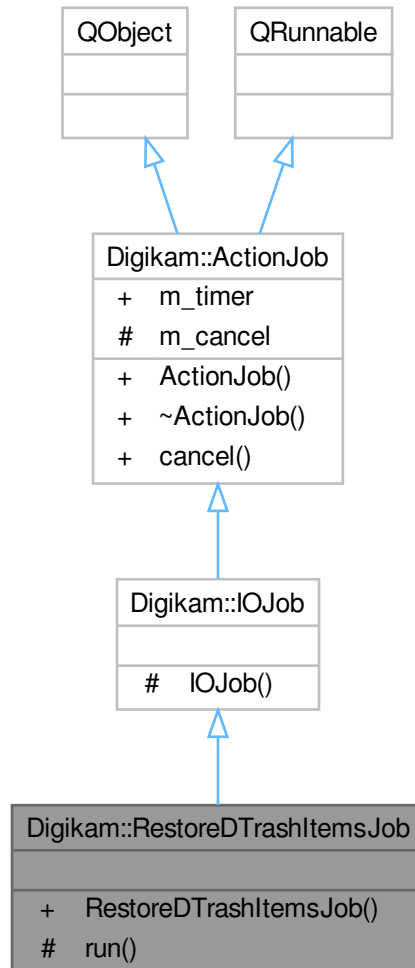 QObject
QRunnable
Digikam::ActionJob
+ m_timer
# m_cancel
+ ActionJob()
+ ~ActionJob()
+ cancel()
Digikam::IOJob
# IOJob()
Digikam::RestoreDTrashItemsJob
+ RestoreDTrashItemsJob()
# run()